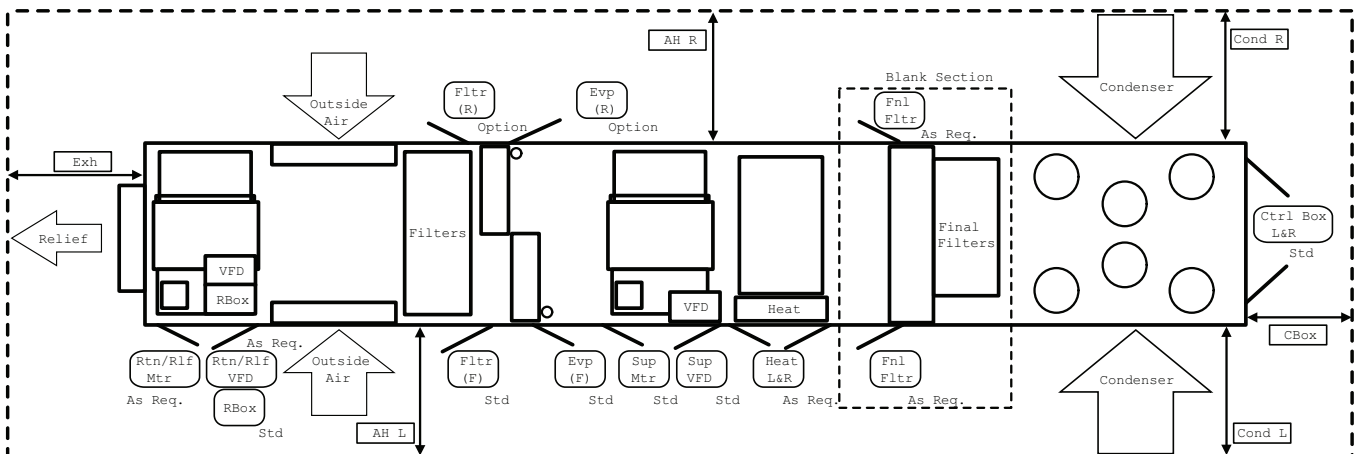 AH R
Cond R
Blank Section
Outside
Air
Fltr
(R)
Option
Evp
(R)
Option
Fnl
Fltr
As Req.
Condenser
Exh
Relief
VFD
RBox
Filters
VFD
Heat
Final
Filters
Ctrl Box
L&R
Std
CBox
As Req.
Rtn/Rlf
Mtr
As Req.
Rtn/Rlf
VFD
RBox
Std
Outside
Air
AH L
Fltr
(F)
Std
Evp
(F)
Std
Sup
Mtr
Std
Sup
VFD
Std
Heat
L&R
As Req.
Fnl
Fltr
As Req.
Condenser
Cond L